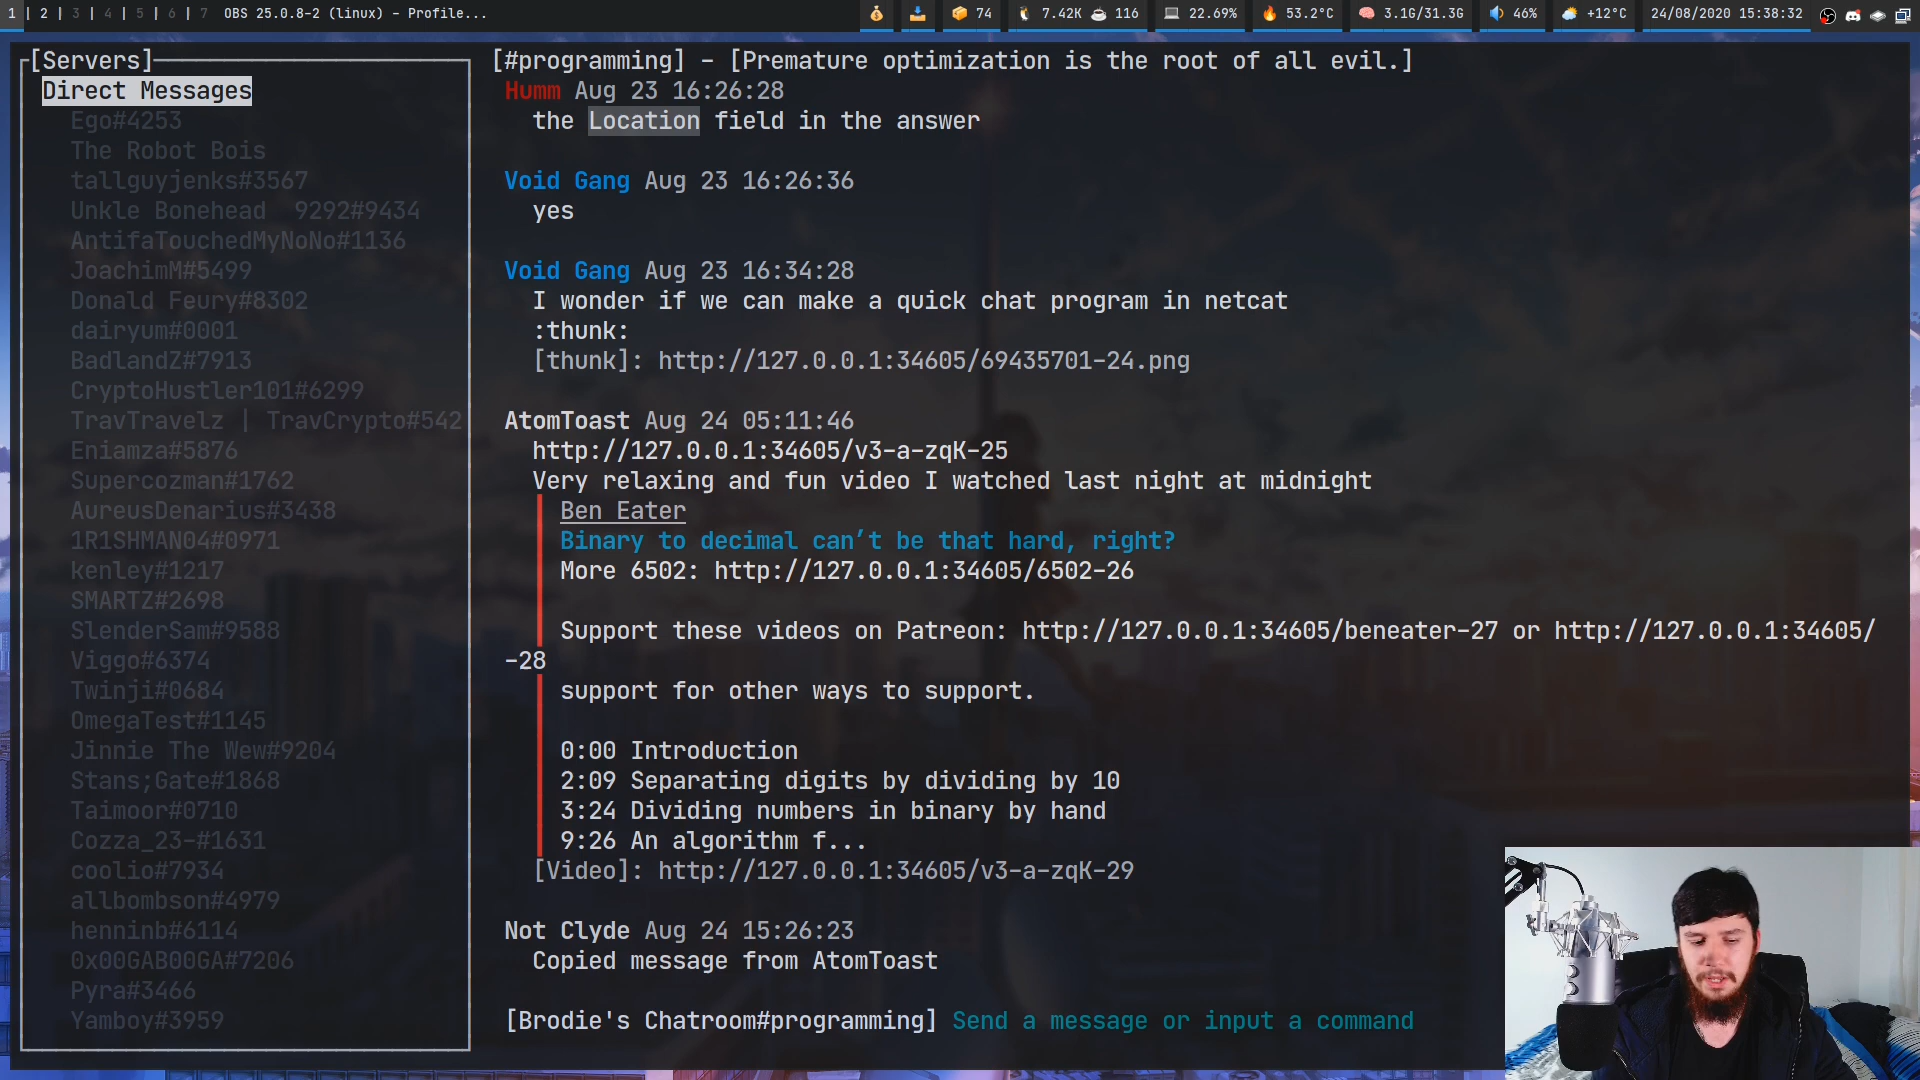 1 | 2 | 3 | 4 | 5 | 6 | 7 OBS 25.0.8-2 (linux) - Profile... 74 7.42K 116 22.69% 53.2°C 3.1G/31.3G 46% +12°C 24/08/2020 15:38:32
[Servers]
Direct Messages
Ego#4253
The Robot Bois
tallguyjenks#3567
Unkle Bonehead 9292#9434
AntifaTouchedMyNoNo#1136
JoachimM#5499
Donald Feury#8302
dairyum#0001
BadlandZ#7913
CryptoHustler101#6299
TravTravelz | TravCrypto#542
Eniamza#5876
Supercozman#1762
AureusDenarius#3438
1R1SHMAN04#0971
kenley#1217
SMARTZ#2698
SlenderSam#9588
Viggo#6374
Twinji#0684
OmegaTest#1145
Jinnie The Wew#9204
Stans;Gate#1868
Taimoor#0710
Cozza_23-#1631
coolio#7934
allbombson#4979
henninb#6114
0x00GAB00GA#7206
Pyra#3466
Yamboy#3959
[#programming] - [Premature optimization is the root of all evil.]
Humm Aug 23 16:26:28
the Location field in the answer
Void Gang Aug 23 16:26:36
yes
Void Gang Aug 23 16:34:28
I wonder if we can make a quick chat program in netcat
:thunk:
[thunk]: http://127.0.0.1:34605/69435701-24.png
AtomToast Aug 24 05:11:46
http://127.0.0.1:34605/v3-a-zqK-25
Very relaxing and fun video I watched last night at midnight
Ben Eater
Binary to decimal can’t be that hard, right?
More 6502: http://127.0.0.1:34605/6502-26
Support these videos on Patreon: http://127.0.0.1:34605/beneater-27 or http://127.0.0.1:34605/
-28
support for other ways to support.
0:00 Introduction
2:09 Separating digits by dividing by 10
3:24 Dividing numbers in binary by hand
9:26 An algorithm f...
[Video]: http://127.0.0.1:34605/v3-a-zqK-29
Not Clyde Aug 24 15:26:23
Copied message from AtomToast
[Brodie's Chatroom#programming] Send a message or input a command